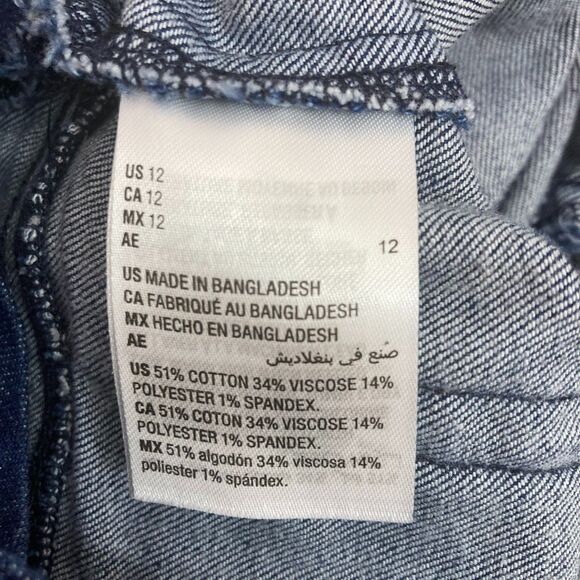 US 12
CA 12
MX 12
AE 12
US MADE IN BANGLADESH
CA FABRIQUÉ AU BANGLADESH
MX HECHO EN BANGLADESH
AE صنع في بنغلاديش
US 51% COTTON 34% VISCOSE 14%
POLYESTER 1% SPANDEX.
CA 51% COTON 34% VISCOSE 14%
POLYESTER 1% SPANDEX.
MX 51% algodón 34% viscosa 14%
poliester 1% spándex.